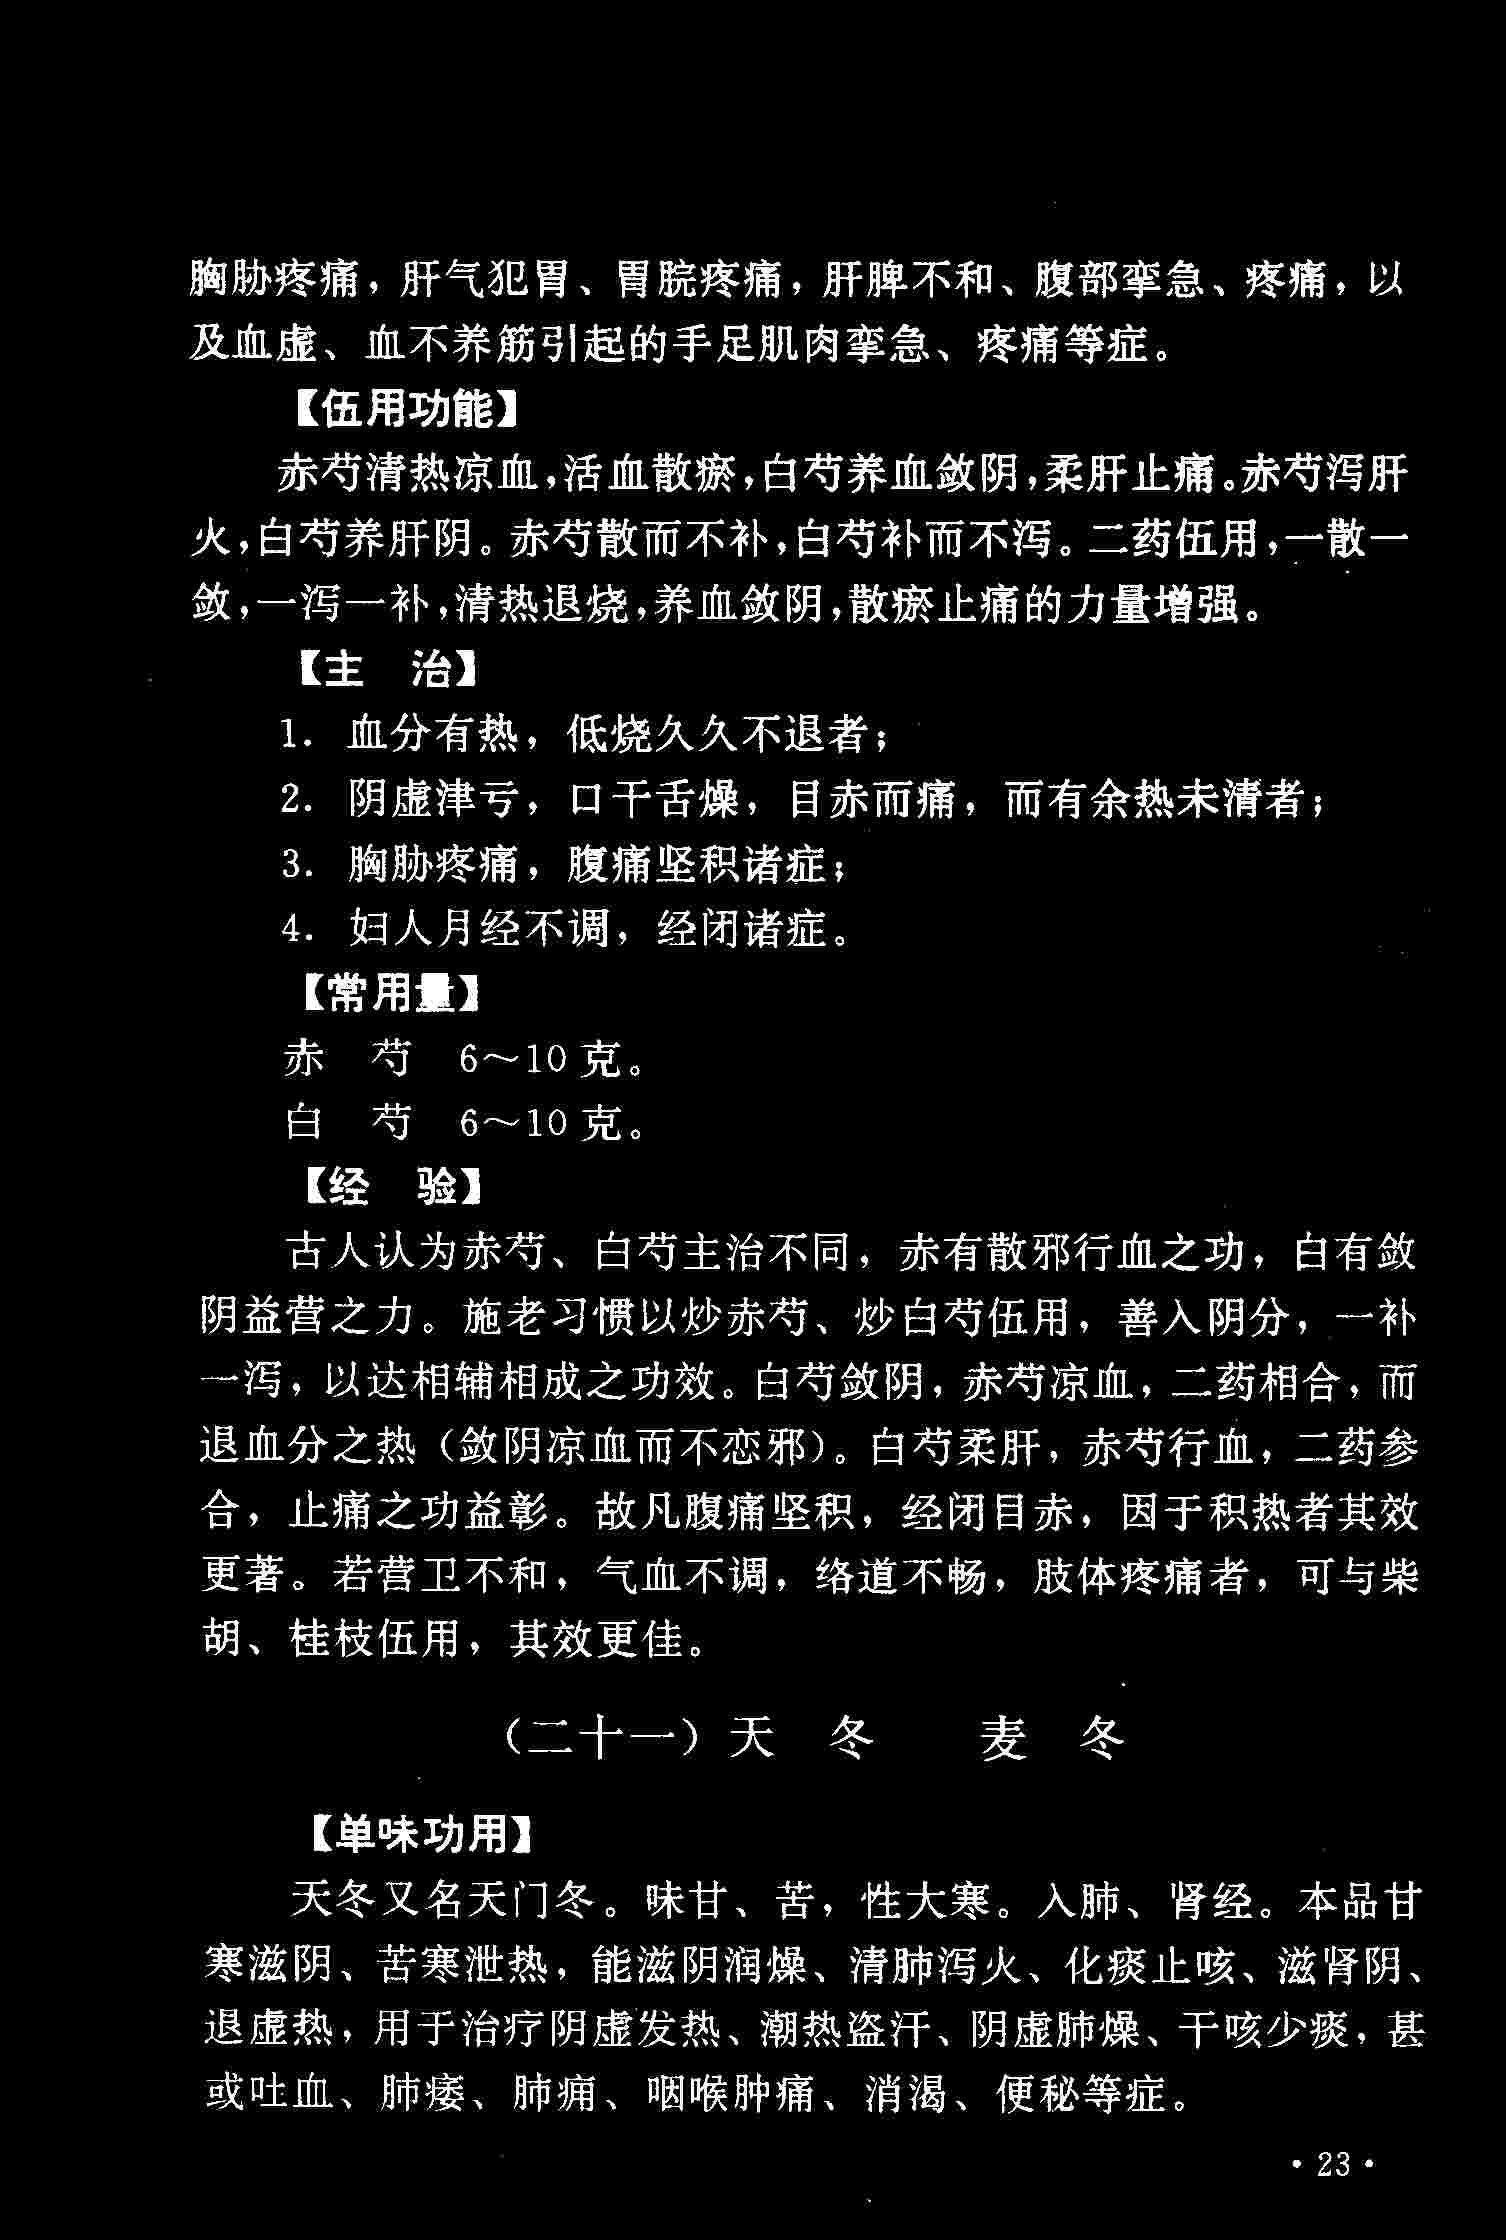 胸胁疼痛，肝气犯胃、胃脘疼痛，肝脾不和、腹部挛急、疼痛，以
及血虚、血不养筋引起的手足肌肉挛急、疼痛等症。
【伍用功能】
赤芍清热凉血，活血散瘀，白芍养血敛阴，柔肝止痛。赤芍泻肝
火，白芍养肝阴。赤芍散而不补，白芍补而不泻。二药伍用，一散一
敛，一泻一补，清热退烧，养血敛阴，散瘀止痛的力量增强。
【主　治】
1. 血分有热，低烧久久不退者；
2. 阴虚津亏，口干舌燥，目赤而痛，而有余热未清者；
3. 胸胁疼痛，腹痛坚积诸症；
4. 妇人月经不调，经闭诸症。
【常用量】
赤　芍　6～10 克。
白　芍　6～10 克。
【经　验】
古人认为赤芍、白芍主治不同，赤有散邪行血之功，白有敛
阴益营之力。施老习惯以炒赤芍、炒白芍伍用，善入阴分，一补
一泻，以达相辅相成之功效。白芍敛阴，赤芍凉血，二药相合，而
退血分之热（敛阴凉血而不恋邪）。白芍柔肝，赤芍行血，二药参
合，止痛之功益彰。故凡腹痛坚积，经闭目赤，因于积热者其效
更著。若营卫不和，气血不调，络道不畅，肢体疼痛者，可与柴
胡、桂枝伍用，其效更佳。
（二十一）天　冬　　麦　冬
【单味功用】
天冬又名天门冬。味甘、苦，性大寒。入肺、肾经。本品甘
寒滋阴、苦寒泄热，能滋阴润燥、清肺泻火、化痰止咳、滋肾阴、
退虚热，用于治疗阴虚发热、潮热盗汗、阴虚肺燥、干咳少痰，甚
或吐血、肺痿、肺痈、咽喉肿痛、消渴、便秘等症。
· 23 ·